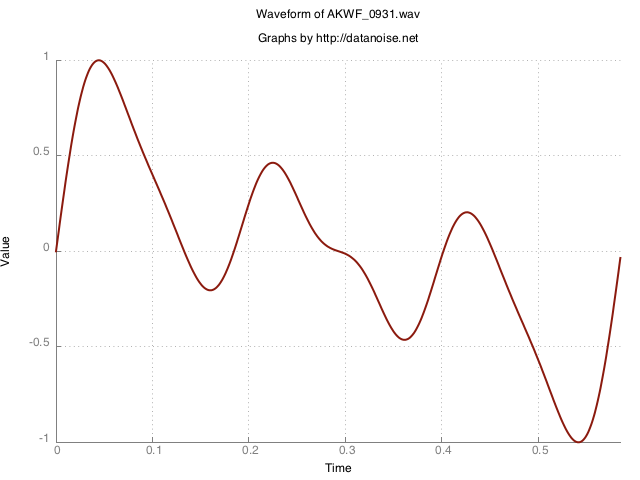 Waveform of AKWF_0931.wav
Graphs by http://datanoise.net
1
0.5
0
-0.5
-1
Value
0 0.1 0.2 0.3 0.4 0.5
Time